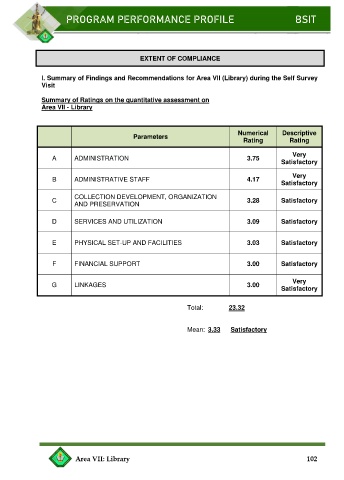 PROGRAM PERFORMANCE PROFILE BSIT
EXTENT OF COMPLIANCE
I. Summary of Findings and Recommendations for Area VII (Library) during the Self Survey
Visit
Summary of Ratings on the quantitative assessment on
Area VII - Library
Parameters Numerical Rating Descriptive Rating
A ADMINISTRATION 3.75 Very Satisfactory
B ADMINISTRATIVE STAFF 4.17 Very Satisfactory
C COLLECTION DEVELOPMENT, ORGANIZATION AND PRESERVATION 3.28 Satisfactory
D SERVICES AND UTILIZATION 3.09 Satisfactory
E PHYSICAL SET-UP AND FACILITIES 3.03 Satisfactory
F FINANCIAL SUPPORT 3.00 Satisfactory
G LINKAGES 3.00 Very Satisfactory
Total: 23.32
Mean: 3.33 Satisfactory
Area VII: Library 102